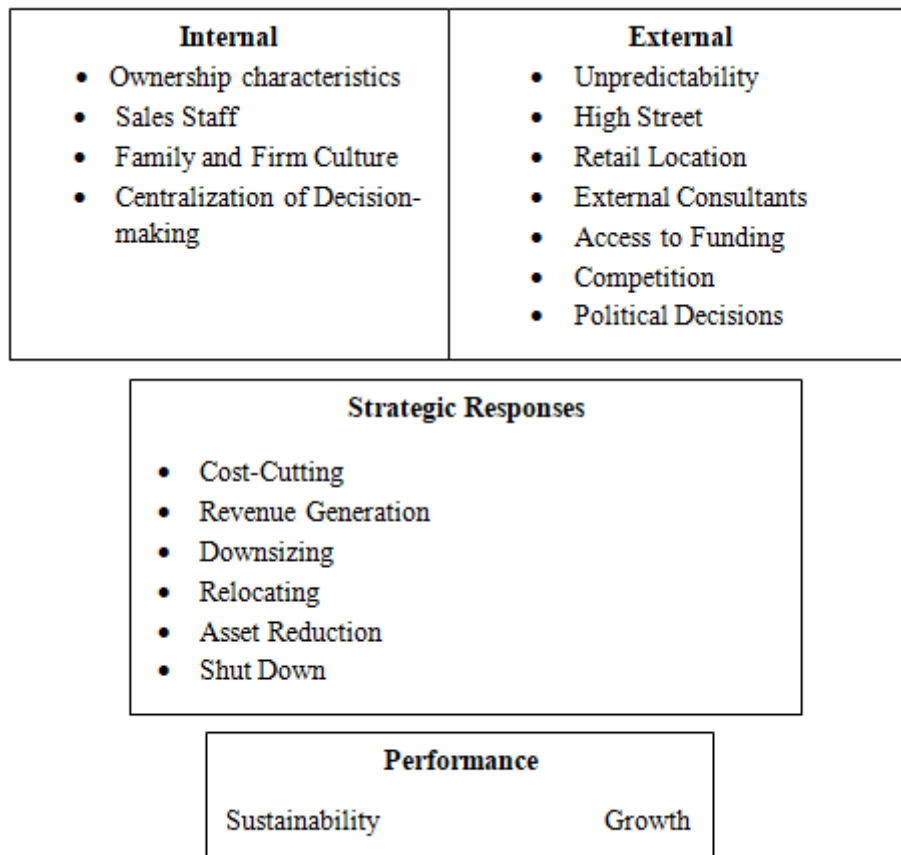 Internal
• Ownership characteristics
• Sales Staff
• Family and Firm Culture
• Centralization of Decision-
making
External
• Unpredictability
• High Street
• Retail Location
• External Consultants
• Access to Funding
• Competition
• Political Decisions
Strategic Responses
• Cost-Cutting
• Revenue Generation
• Downsizing
• Relocating
• Asset Reduction
• Shut Down
Performance
Sustainability Growth